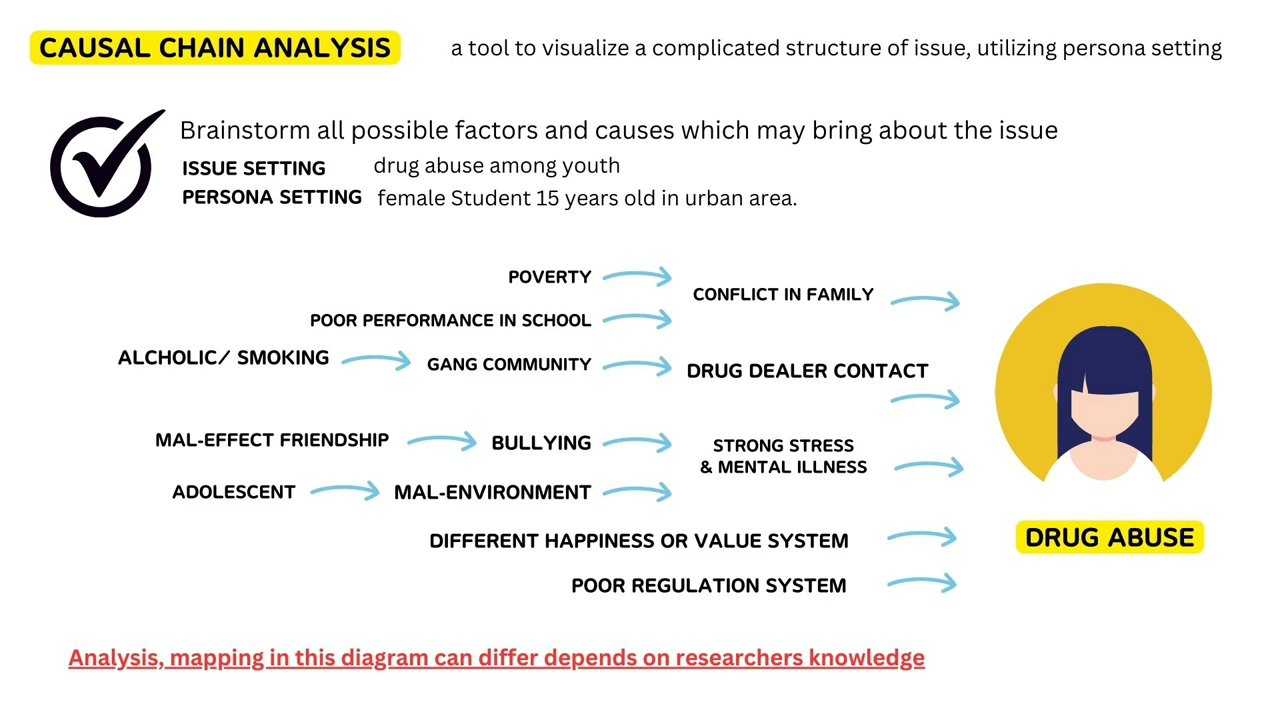 CAUSAL CHAIN ANALYSIS
a tool to visualize a complicated structure of issue, utilizing persona setting
Brainstorm all possible factors and causes which may bring about the issue
ISSUE SETTING drug abuse among youth
PERSONA SETTING female Student 15 years old in urban area.
POVERTY
CONFLICT IN FAMILY
POOR PERFORMANCE IN SCHOOL
ALCHOLIC/ SMOKING
GANG COMMUNITY
DRUG DEALER CONTACT
MAL-EFFECT FRIENDSHIP
BULLYING
STRONG STRESS
& MENTAL ILLNESS
ADOLESCENT
MAL-ENVIRONMENT
DIFFERENT HAPPINESS OR VALUE SYSTEM
DRUG ABUSE
POOR REGULATION SYSTEM
Analysis, mapping in this diagram can differ depends on researchers knowledge